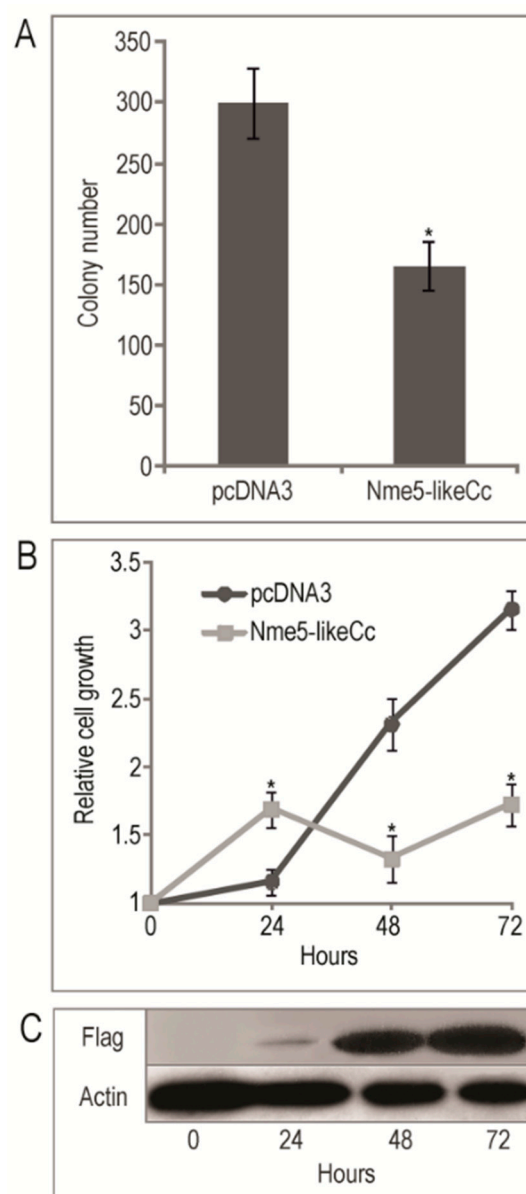 A
350
300
250
200
150
100
50
0
Colony number
*
pcDNA3 Nme5-likeCc
B
3.5
3
2.5
2
1.5
1
Relative cell growth
pcDNA3
Nme5-likeCc
* * *
0 24 48 72
Hours
C
Flag
Actin
0 24 48 72
Hours